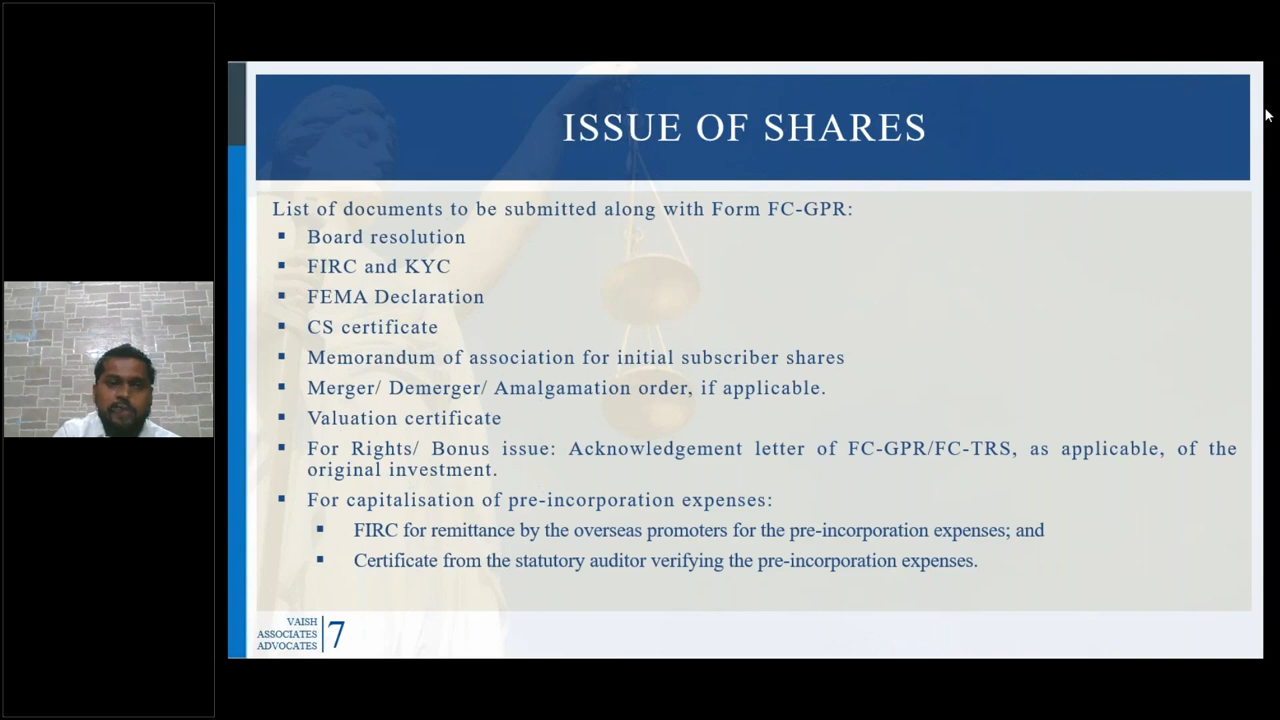 ISSUE OF SHARES
List of documents to be submitted along with Form FC-GPR:
▪ Board resolution
▪ FIRC and KYC
▪ FEMA Declaration
▪ CS certificate
▪ Memorandum of association for initial subscriber shares
▪ Merger/ Demerger/ Amalgamation order, if applicable.
▪ Valuation certificate
▪ For Rights/ Bonus issue: Acknowledgement letter of FC-GPR/FC-TRS, as applicable, of the
original investment.
▪ For capitalisation of pre-incorporation expenses:
▪ FIRC for remittance by the overseas promoters for the pre-incorporation expenses; and
▪ Certificate from the statutory auditor verifying the pre-incorporation expenses.
VAISH
ASSOCIATES
ADVOCATES
7